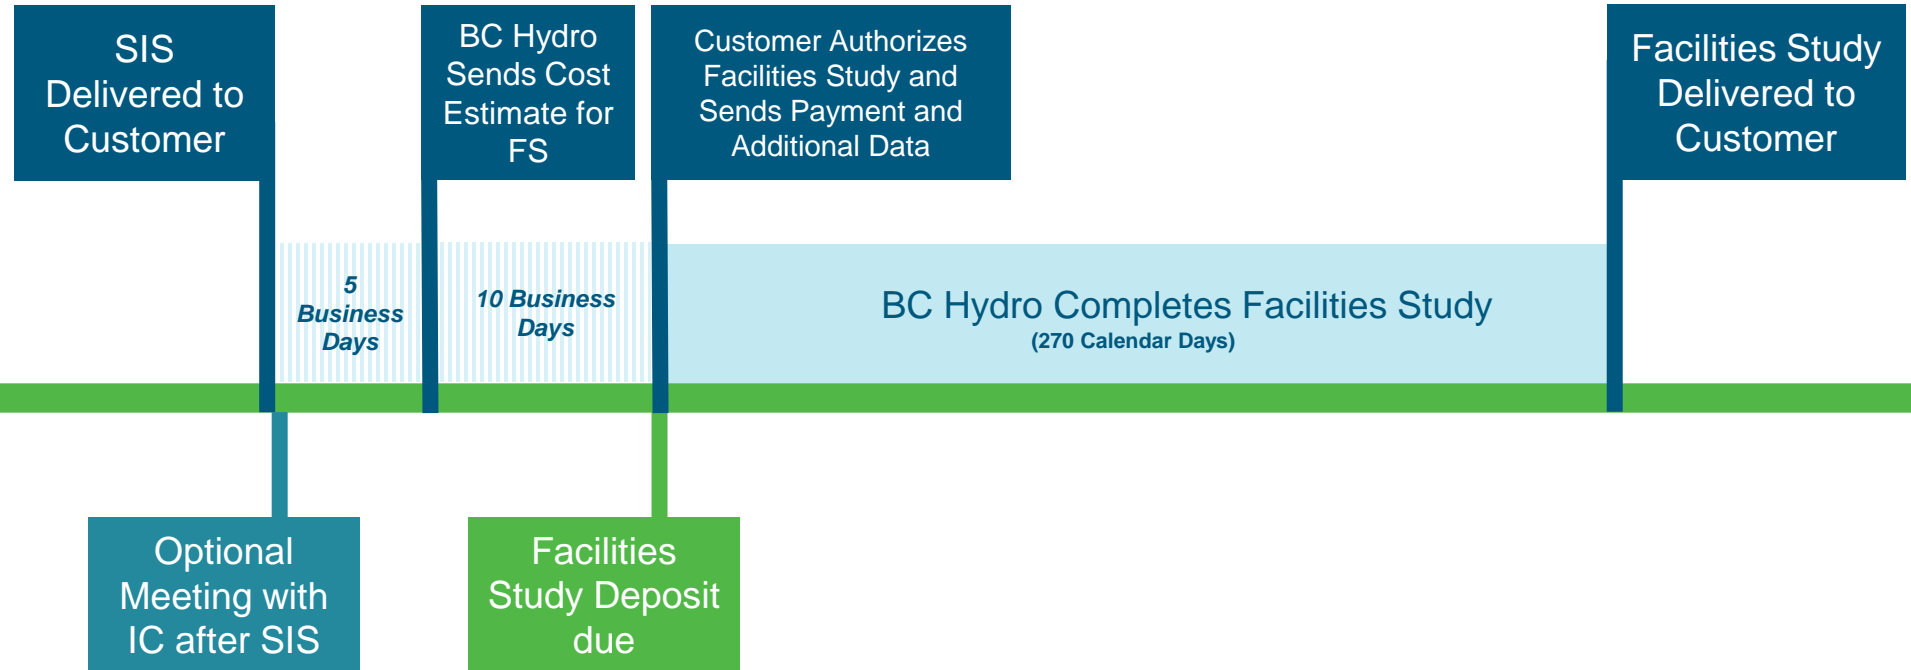 SIS
Delivered to
Customer
BC Hydro
Sends Cost
Estimate for
FS
Customer Authorizes
Facilities Study and
Sends Payment and
Additional Data
Facilities Study
Delivered to
Customer
5
Business
Days
10 Business
Days
BC Hydro Completes Facilities Study
(270 Calendar Days)
Optional
Meeting with
IC after SIS
Facilities
Study Deposit
due